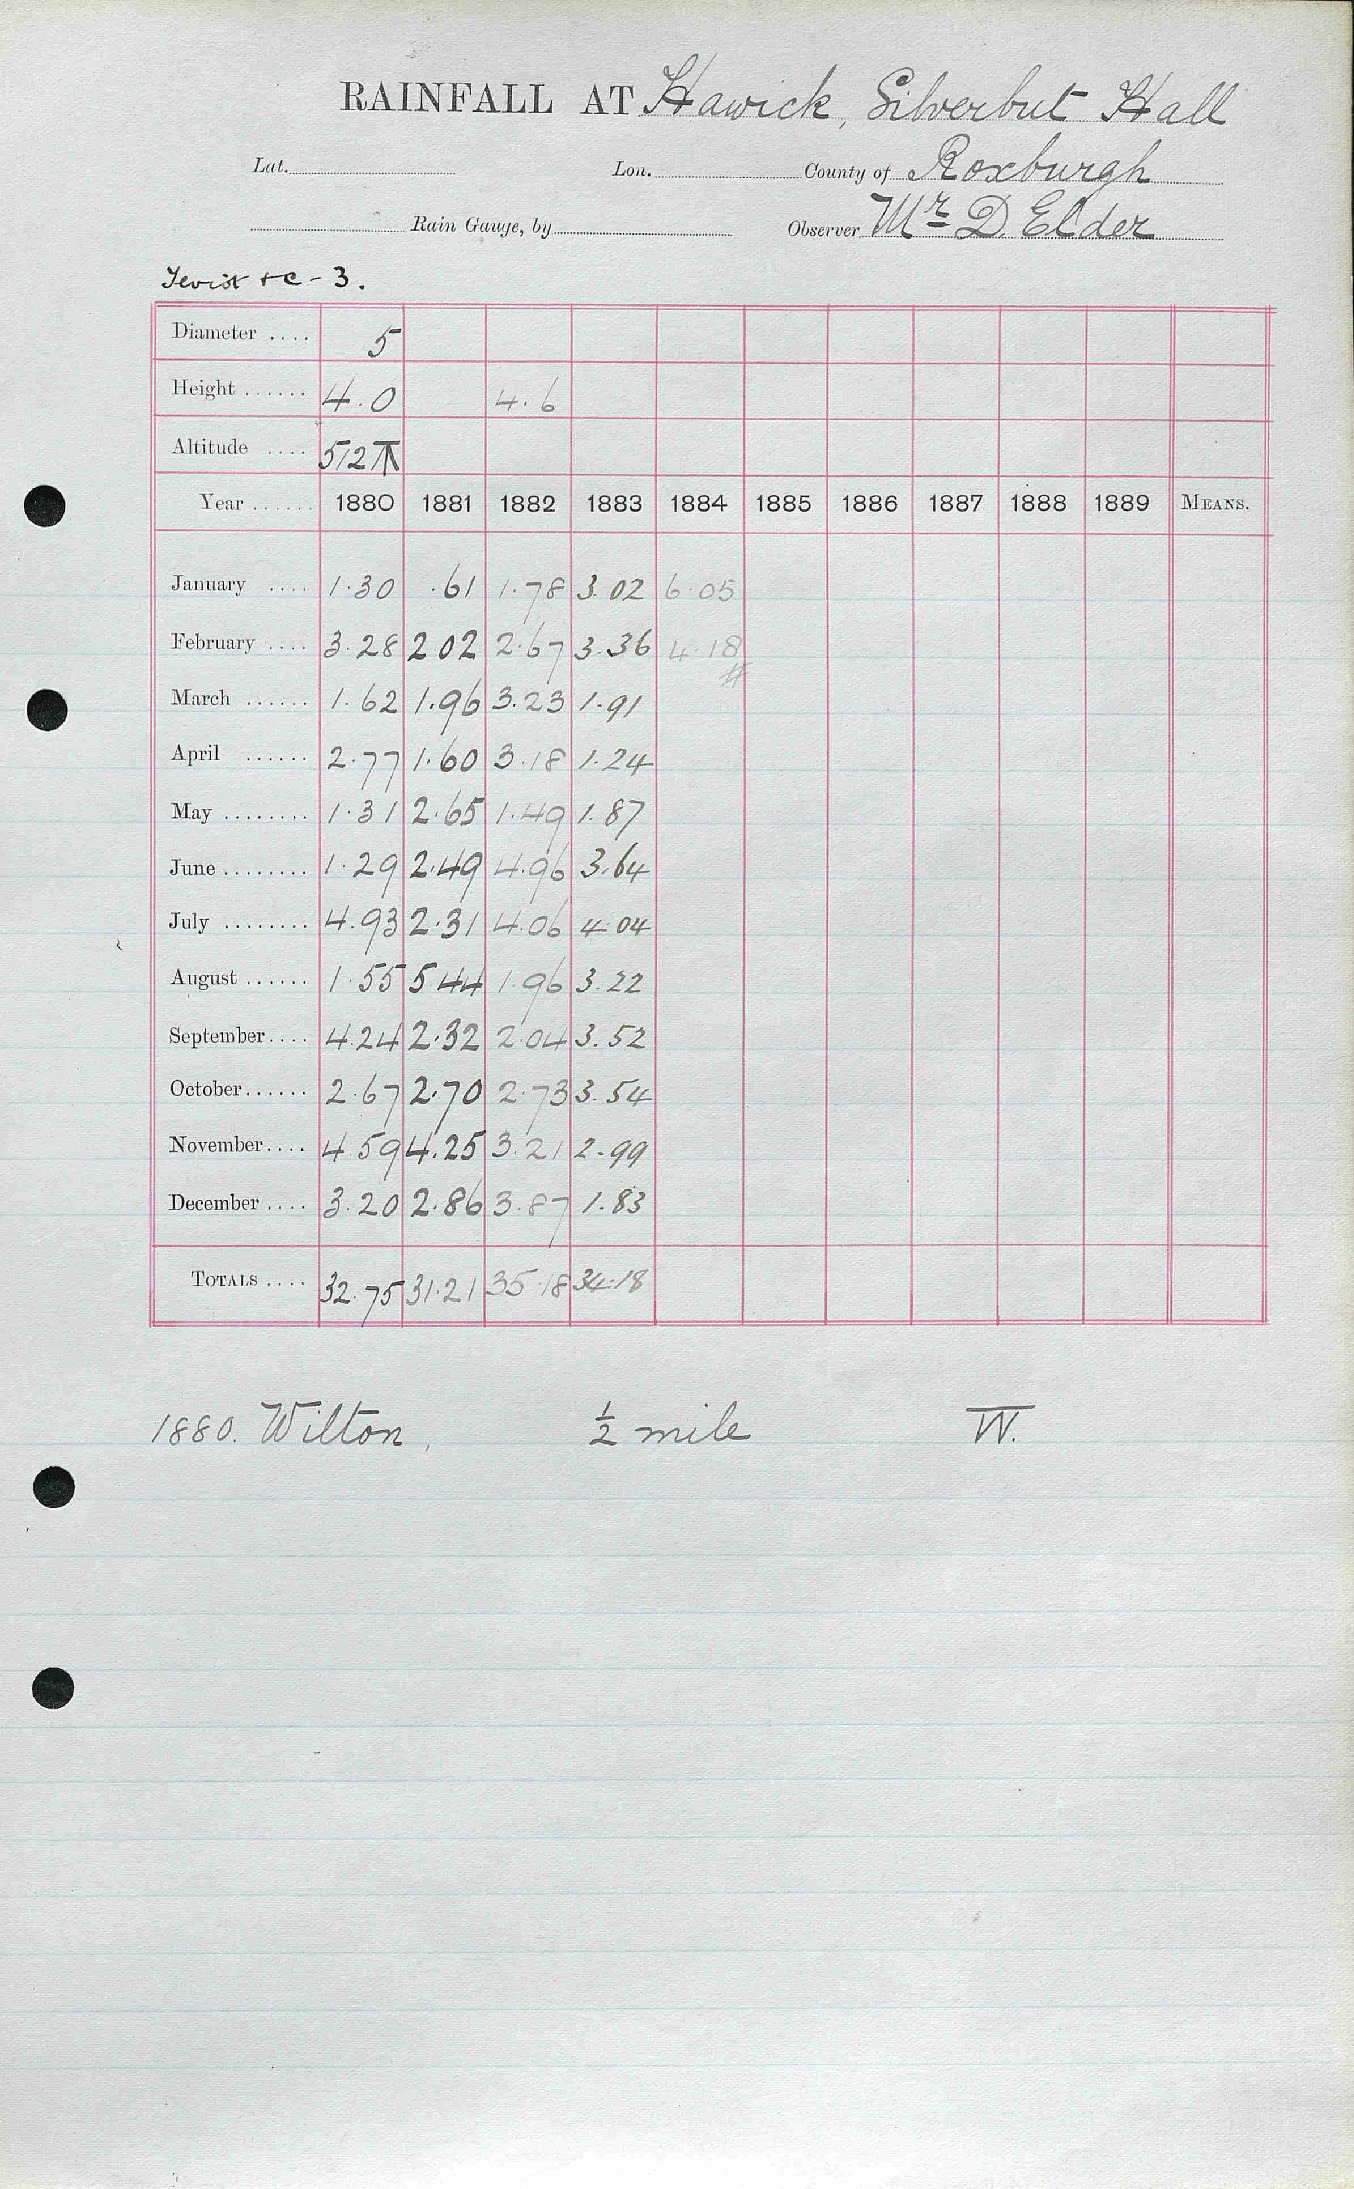 RAINFALL AT Hawick, Silverbut Hall
Lat. Lon. County of Roxburgh
Rain Gauge, by Observer Mr D. Elder
Teviot &c - 3.
Diameter .... 5
Height ...... 4.0 4.6
Altitude .... 512
Year ...... 1880 1881 1882 1883 1884 1885 1886 1887 1888 1889 MEANS.
January .... 1.30 .61 1.78 3.02 6.05
February .... 3.28 2 02 2.67 3.36 4.18
#
March ...... 1.62 1.96 3.23 1.91
April ...... 2.77 1.60 3.18 1.24
May ........ 1.31 2.65 1.49 1.87
June ........ 1.29 2.49 4.96 3.64
July ........ 4.93 2.31 4.06 4.04
August ...... 1.55 5 44 1.96 3.22
September.... 4.24 2.32 2.04 3.52
October...... 2.67 2.70 2.73 3.54
November.... 4.59 4.25 3.21 2.99
December .... 3.20 2.86 3.87 1.83
TOTALS .... 32.75 31.21 35.18 34.18
1880. Wilton, ½ mile W.